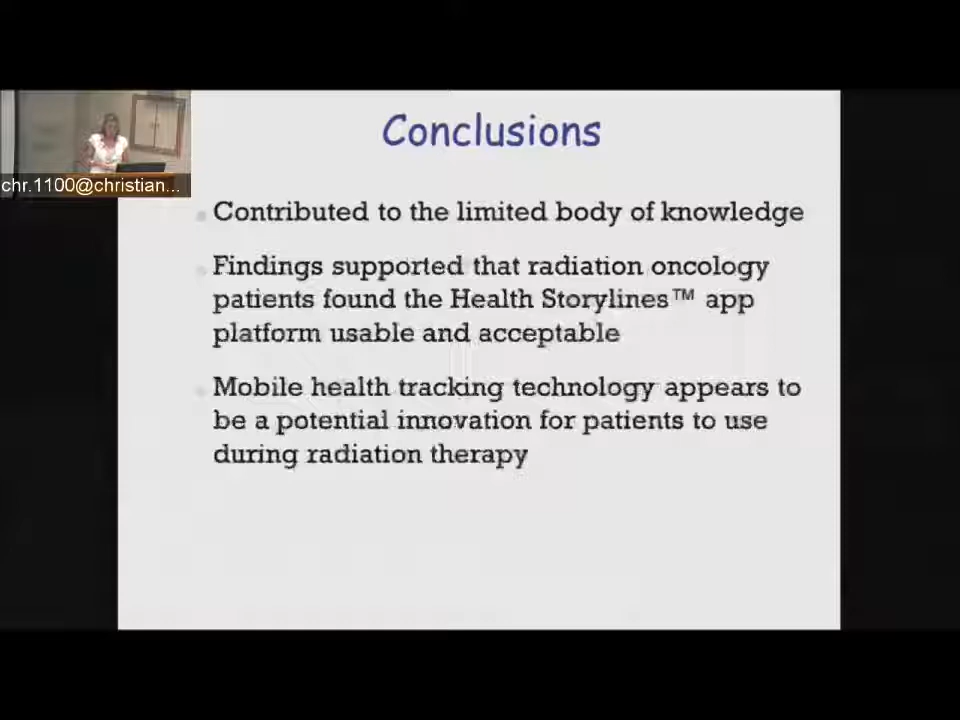 Conclusions
chr.1100@christian...
Contributed to the limited body of knowledge
Findings supported that radiation oncology
patients found the Health Storylines™ app
platform usable and acceptable
Mobile health tracking technology appears to
be a potential innovation for patients to use
during radiation therapy